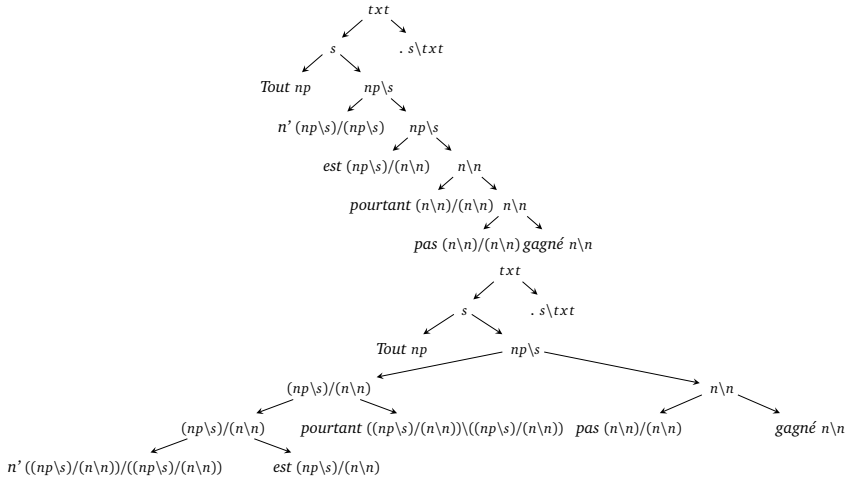 txt
s . s\txt
Tout np np\s
n’ (np\s)/(np\s) np\s
est (np\s)/(n\n) n\n
pourtant (n\n)/(n\n) n\n
pas (n\n)/(n\n) gagné n\n
txt
s . s\txt
Tout np np\s
(np\s)/(n\n) n\n
(np\s)/(n\n) pourtant ((np\s)/(n\n))\((np\s)/(n\n)) pas (n\n)/(n\n) gagné n\n
n’ ((np\s)/(n\n))/((np\s)/(n\n)) est (np\s)/(n\n)